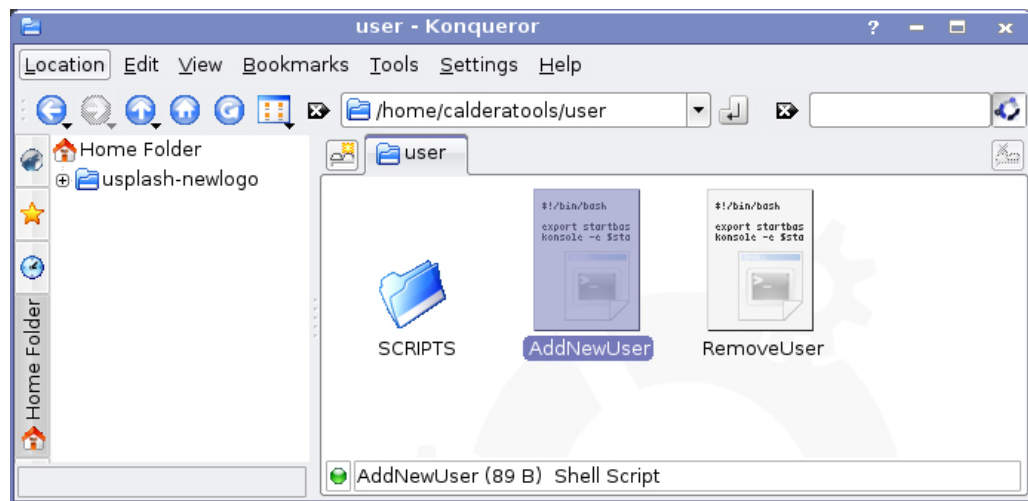 user - Konqueror
?
Location Edit View Bookmarks Tools Settings Help
/home/calderatools/user
Home Folder
usplash-newlogo
Home Folder
user
#!/bin/bash
export startbas
konsole -e $sta
#!/bin/bash
export startbas
konsole -e $sta
>_
>_
SCRIPTS
AddNewUser
RemoveUser
AddNewUser (89 B) Shell Script